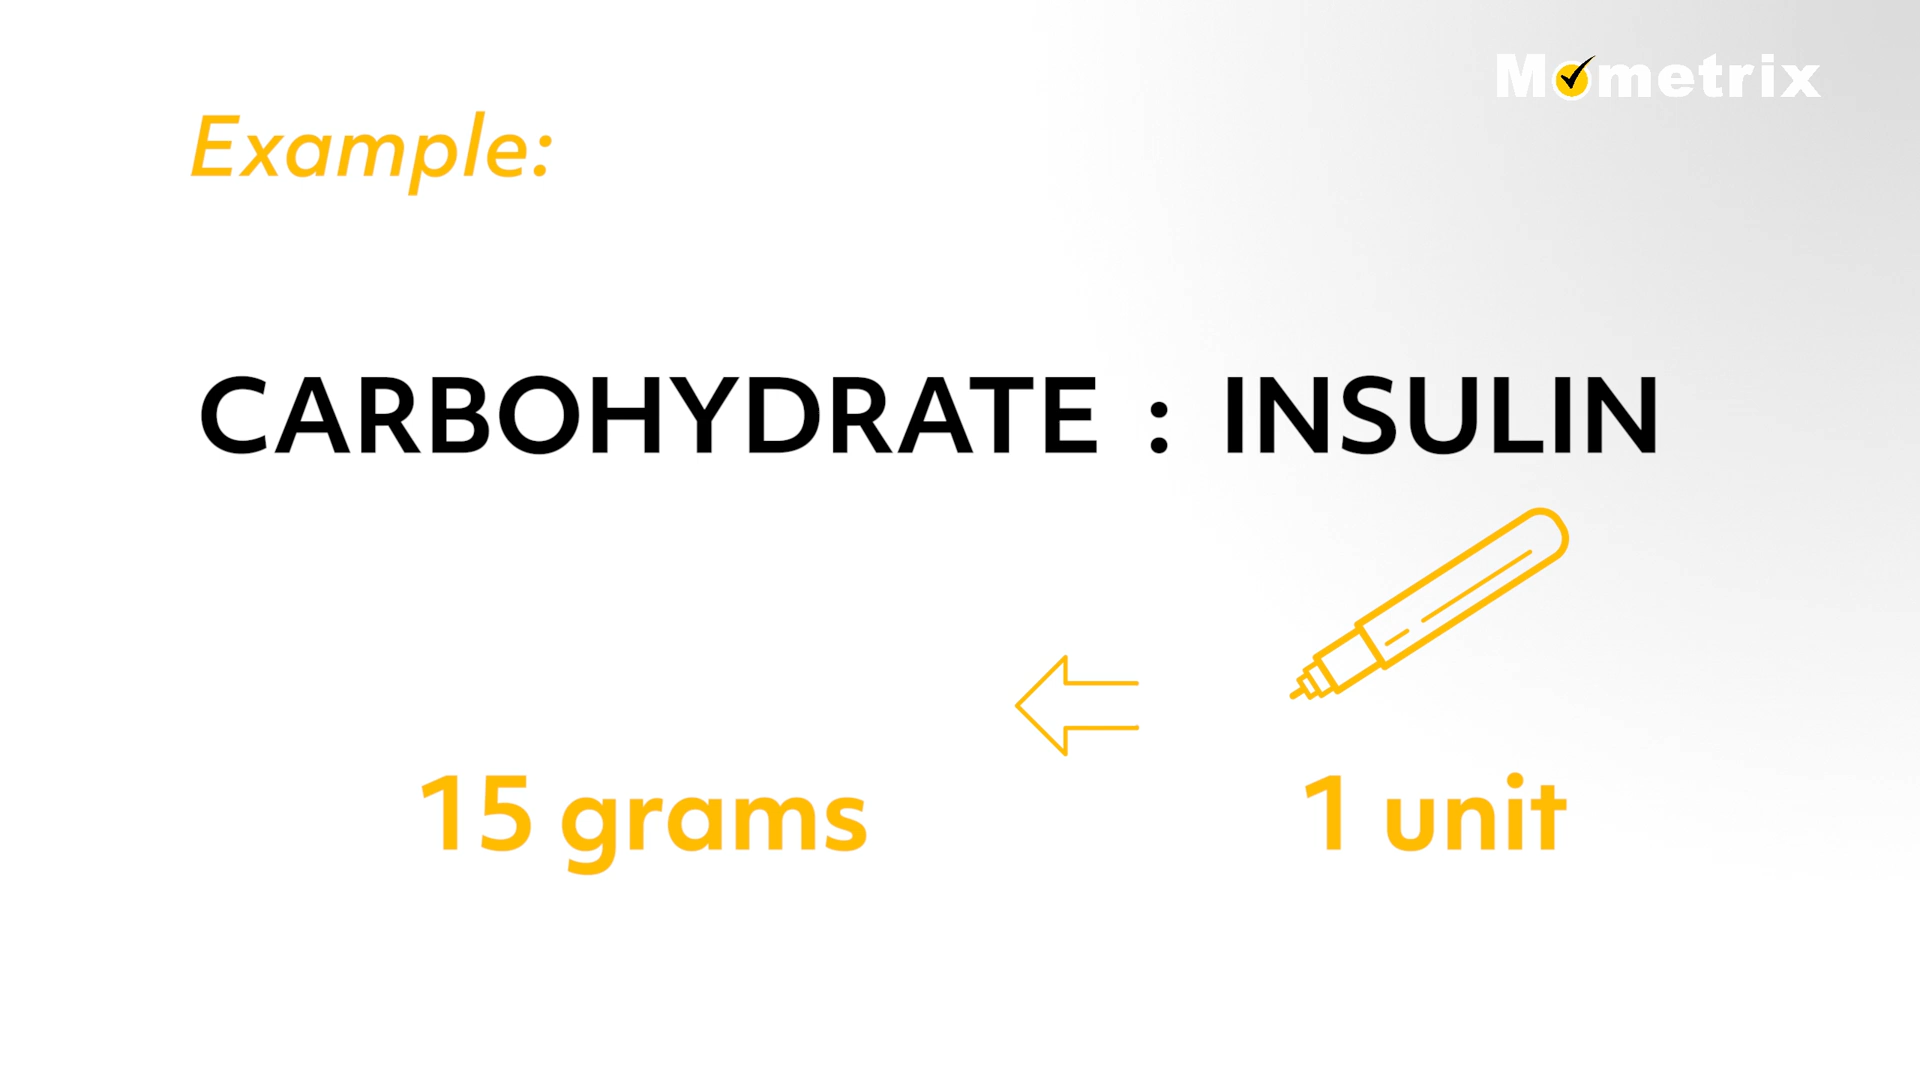 Mometrix
Example:
CARBOHYDRATE : INSULIN
15 grams
1 unit